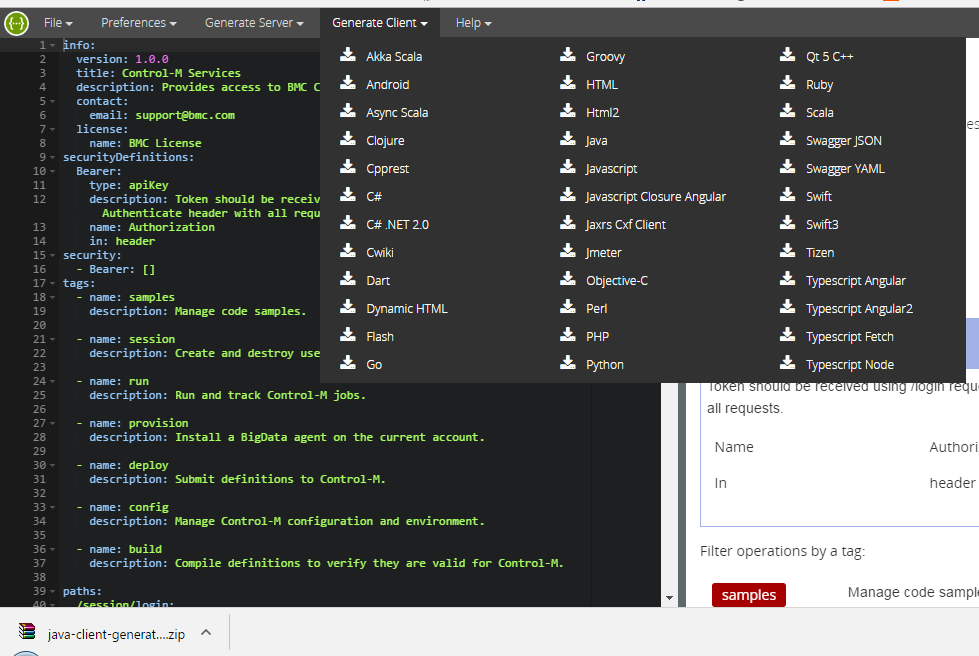 {···}
File Preferences Generate Server Generate Client Help
Akka Scala Groovy Qt 5 C++
Android HTML Ruby
Async Scala Html2 Scala
Clojure Java Swagger JSON
Cpprest Javascript Swagger YAML
C# Javascript Closure Angular Swift
C# .NET 2.0 Jaxrs Cxf Client Swift3
Cwiki Jmeter Tizen
Dart Objective-C Typescript Angular
Dynamic HTML Perl Typescript Angular2
Flash PHP Typescript Fetch
Go Python Typescript Node
1 info:
2 version: 1.0.0
3 title: Control-M Services
4 description: Provides access to BMC C
5 contact:
6 email: support@bmc.com
7 license:
8 name: BMC License
9 securityDefinitions:
10 Bearer:
11 type: apiKey
12 description: Token should be receiv
Authenticate header with all requ
13 name: Authorization
14 in: header
15 security:
16 - Bearer: []
17 tags:
18 - name: samples
19 description: Manage code samples.
20
21 - name: session
22 description: Create and destroy use
23
24 - name: run
25 description: Run and track Control-M jobs.
26
27 - name: provision
28 description: Install a BigData agent on the current account.
29
30 - name: deploy
31 description: Submit definitions to Control-M.
32
33 - name: config
34 description: Manage Control-M configuration and environment.
35
36 - name: build
37 description: Compile definitions to verify they are valid for Control-M.
38
39 paths:
40 /session/login:
es
Token should be received using /login requ
all requests.
Name Authori
In header
Filter operations by a tag:
samples Manage code sampl
java-client-generat....zip